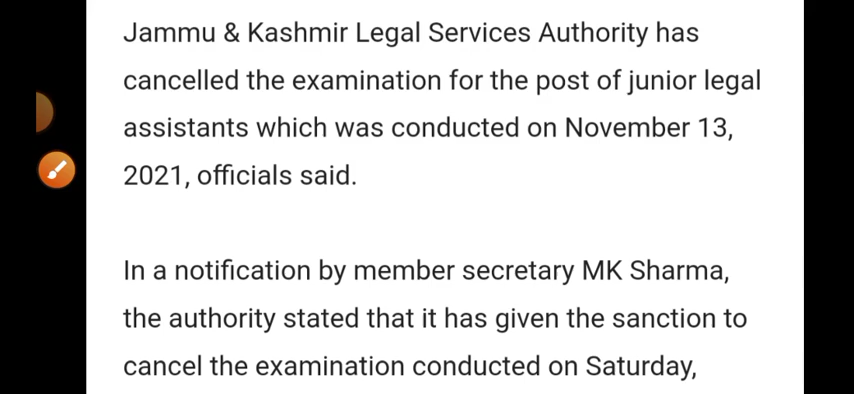 Jammu & Kashmir Legal Services Authority has
cancelled the examination for the post of junior legal
assistants which was conducted on November 13,
2021, officials said.
In a notification by member secretary MK Sharma,
the authority stated that it has given the sanction to
cancel the examination conducted on Saturday,